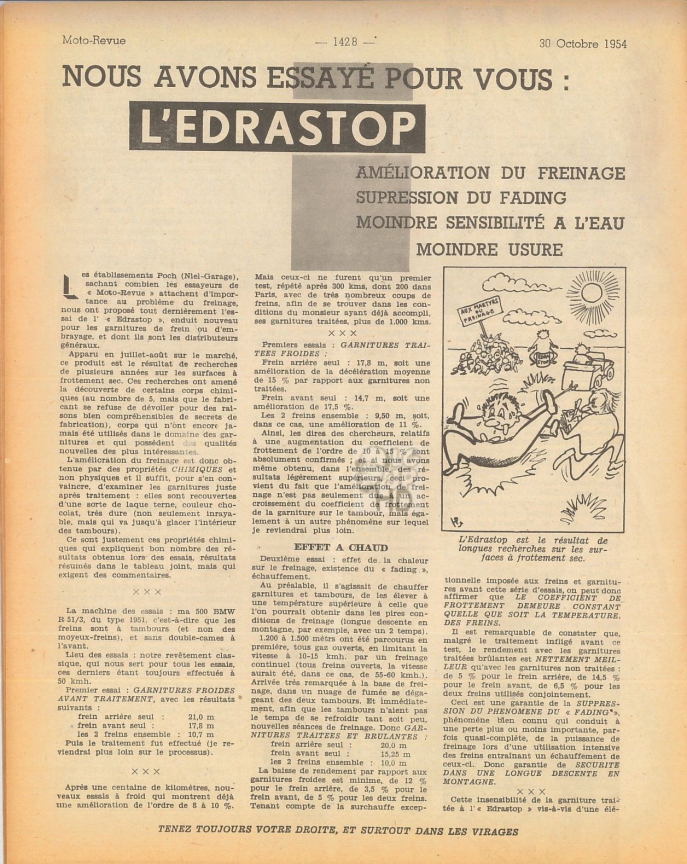 Moto-Revue
— 1428 —
30 Octobre 1954
NOUS AVONS ESSAYÉ POUR VOUS :
L'EDRASTOP
AMÉLIORATION DU FREINAGE
SUPRESSION DU FADING
MOINDRE SENSIBILITÉ A L'EAU
MOINDRE USURE
Les établissements Poch (Niel-Garage),
sachant combien les essayeurs de
« Moto-Revue » attachent d'impor-
tance au problème du freinage,
nous ont proposé tout dernièrement l'es-
sai de l' « Edrastop », enduit nouveau
pour les garnitures de frein ou d'em-
brayage, et dont ils sont les distributeurs
généraux.
Apparu en juillet-août sur le marché,
ce produit est le résultat de recherches
de plusieurs années sur les surfaces à
frottement sec. Ces recherches ont amené
la découverte de certains corps chimi-
ques (au nombre de 5, mais que le fabri-
cant se refuse de dévoiler pour des rai-
sons bien compréhensibles de secrets de
fabrication), corps qui n'ont encore ja-
mais été utilisés dans le domaine des gar-
nitures et qui possèdent des qualités
nouvelles des plus intéressantes.
L'amélioration du freinage est donc ob-
tenue par des propriétés CHIMIQUES et
non physiques et il suffit, pour s'en con-
vaincre, d'examiner les garnitures juste
après traitement : elles sont recouvertes
d'une sorte de laque terne, couleur cho-
colat, très dure (non seulement inraya-
ble, mais qui va jusqu'à glacer l'intérieur
des tambours).
Ce sont justement ces propriétés chimi-
ques qui expliquent bon nombre des ré-
sultats obtenus lors des essais, résultats
résumés dans le tableau joint, mais qui
exigent des commentaires.
× × ×
La machine des essais : ma 500 BMW
R 51/3, du type 1951, c'est-à-dire que les
freins sont à tambours (et non des
moyeux-freins), et sans double-cames à
l'avant.
Lieu des essais : notre revêtement clas-
sique, qui nous sert pour tous les essais,
ces derniers étant toujours effectués à
50 kmh.
Premier essai : GARNITURES FROIDES
AVANT TRAITEMENT, avec les résultats
suivants :
frein arrière seul : 21,0 m
frein avant seul : 17,8 m
les 2 freins ensemble : 10,7 m
Puis le traitement fut effectué (je re-
viendrai plus loin sur le processus).
× × ×
Après une centaine de kilomètres, nou-
veaux essais à froid qui montrent déjà
une amélioration de l'ordre de 8 à 10 %.
Mais ceux-ci ne furent qu'un premier
test, répété après 300 kms, dont 200 dans
Paris, avec de très nombreux coups de
freins, afin de se trouver dans les con-
ditions du monsieur ayant déjà accompli,
ses garnitures traitées, plus de 1.000 kms.
× × ×
Premiers essais : GARNITURES TRAI-
TEES FROIDES :
Frein arrière seul : 17,8 m, soit une
amélioration de la décélération moyenne
de 15 % par rapport aux garnitures non
traitées.
Frein avant seul : 14,7 m, soit une
amélioration de 17,5 %.
Les 2 freins ensemble : 9,50 m, soit,
dans ce cas, une amélioration de 11 %.
Ainsi, les dires des chercheurs, relatifs
à une augmentation du coefficient de
frottement de l'ordre de 10 à 15 % sont
absolument confirmés ; nous avons
même obtenu, dans l'ensemble, des ré-
sultats légèrement supérieurs provient
du fait que l'amélioration du frei-
nage n'est pas seulement ac-
croissement du coefficient de frottement
de la garniture sur le tambour, mais éga-
lement à un autre phénomène sur lequel
je reviendrai plus loin.
EFFET A CHAUD
Deuxième essai : effet de la chaleur
sur le freinage, existence du « fading »,
échauffement.
Au préalable, il s'agissait de chauffer
garnitures et tambours, de les élever à
une température supérieure à celle que
l'on pourrait obtenir dans les pires con-
ditions de freinage (longue descente en
montagne, par exemple, avec un 2 temps).
1.200 à 1.500 mètres ont été parcourus en
première, tous gaz ouverts, en limitant la
vitesse à 10-15 kmh. par un freinage
continuel (tous freins ouverts, la vitesse
aurait été, dans ce cas, de 55-60 kmh.).
Arrivée très remarquée à la base de frei-
nage, dans un nuage de fumée se déga-
geant des deux tambours. Et immédiate-
ment, afin que les tambours n'aient pas
le temps de se refroidir tant soit peu,
nouvelles séances de freinage. Donc GAR-
NITURES TRAITEES ET BRULANTES :
frein arrière seul : 20,0 m.
frein avant seul : 15,25 m
les 2 freins ensemble : 10,0 m
La baisse de rendement par rapport aux
garnitures froides est minime, de 12 %
pour le frein arrière, de 3,5 % pour le
frein avant, de 5 % pour les deux freins.
Tenant compte de la surchauffe excep-
AUX MARTYRS
DU
FREINAGE
L'Edrastop est le résultat de
longues recherches sur les sur-
faces à frottement sec.
tionnelle imposée aux freins et garnitu-
res avant cette série d'essais, on peut donc
affirmer que LE COEFFICIENT DE
FROTTEMENT DEMEURE CONSTANT
QUELLE QUE SOIT LA TEMPERATURE,
DES FREINS.
Il est remarquable de constater que,
malgré le traitement infligé avant ce
test, le rendement avec les garnitures
traitées brûlantes est NETTEMENT MEIL-
LEUR qu'avec les garnitures non traitées :
de 5 % pour le frein arrière, de 14,5 %
pour le frein avant, de 6,5 % pour les
deux freins utilisés conjointement.
Ceci est une garantie de la SUPPRES-
SION DU PHENOMENE DU « FADING »,
phénomène bien connu qui conduit à
une perte plus ou moins importante, par-
fois quasi-complète, de la puissance de
freinage lors d'une utilisation intensive
des freins entraînant un échauffement de
ceux-ci. Donc garantie de SECURITE
DANS UNE LONGUE DESCENTE EN
MONTAGNE.
× × ×
Cette insensibilité de la garniture trai-
tée à l' « Edrastop » vis-à-vis d'une élé-
TENEZ TOUJOURS VOTRE DROITE, ET SURTOUT DANS LES VIRAGES